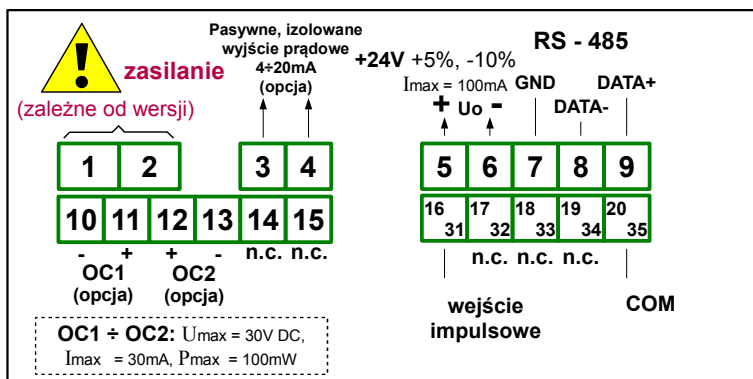 zasilanie
(zależne od wersji)
Pasywne, izolowane
wyjście prądowe
4÷20mA
(opcja)
+24V +5%, -10%
Imax = 100mA
+ Uo -
RS - 485
GND
DATA-
DATA+
1 2 3 4
10 11 12 13 14 15
- + + - n.c. n.c.
OC1 OC2
(opcja) (opcja)
OC1 ÷ OC2: Umax = 30V DC,
Imax = 30mA, Pmax = 100mW
5 6 7 8 9
16 17 18 19 20
31 32 33 34 35
n.c. n.c. n.c.
wejście
impulsowe
COM